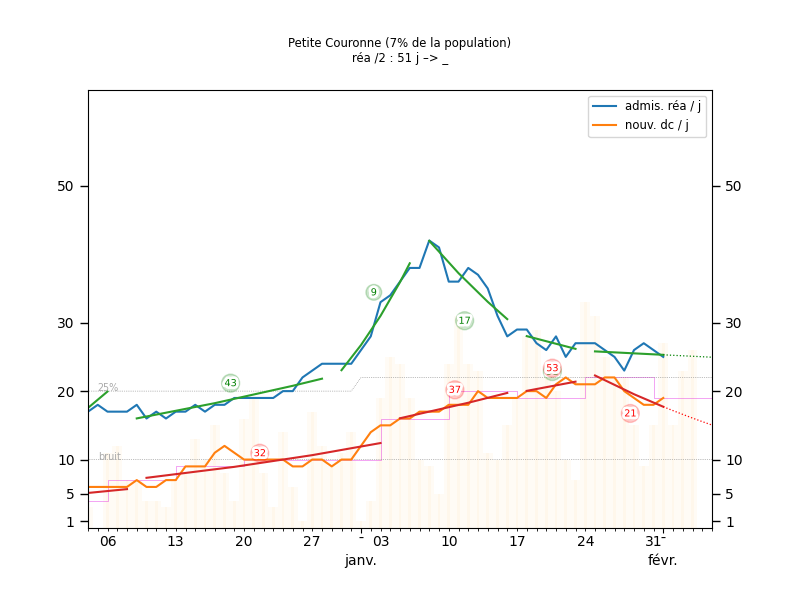 Petite Couronne (7% de la population)
réa /2 : 51 j –> _
admis. réa / j
nouv. dc / j
50 50
30 30
20 20
10 10
5 5
1 1
25%
bruit
43
9
17
32
37
53
21
06 13 20 27 - 03 10 17 24 31 -
janv. févr.